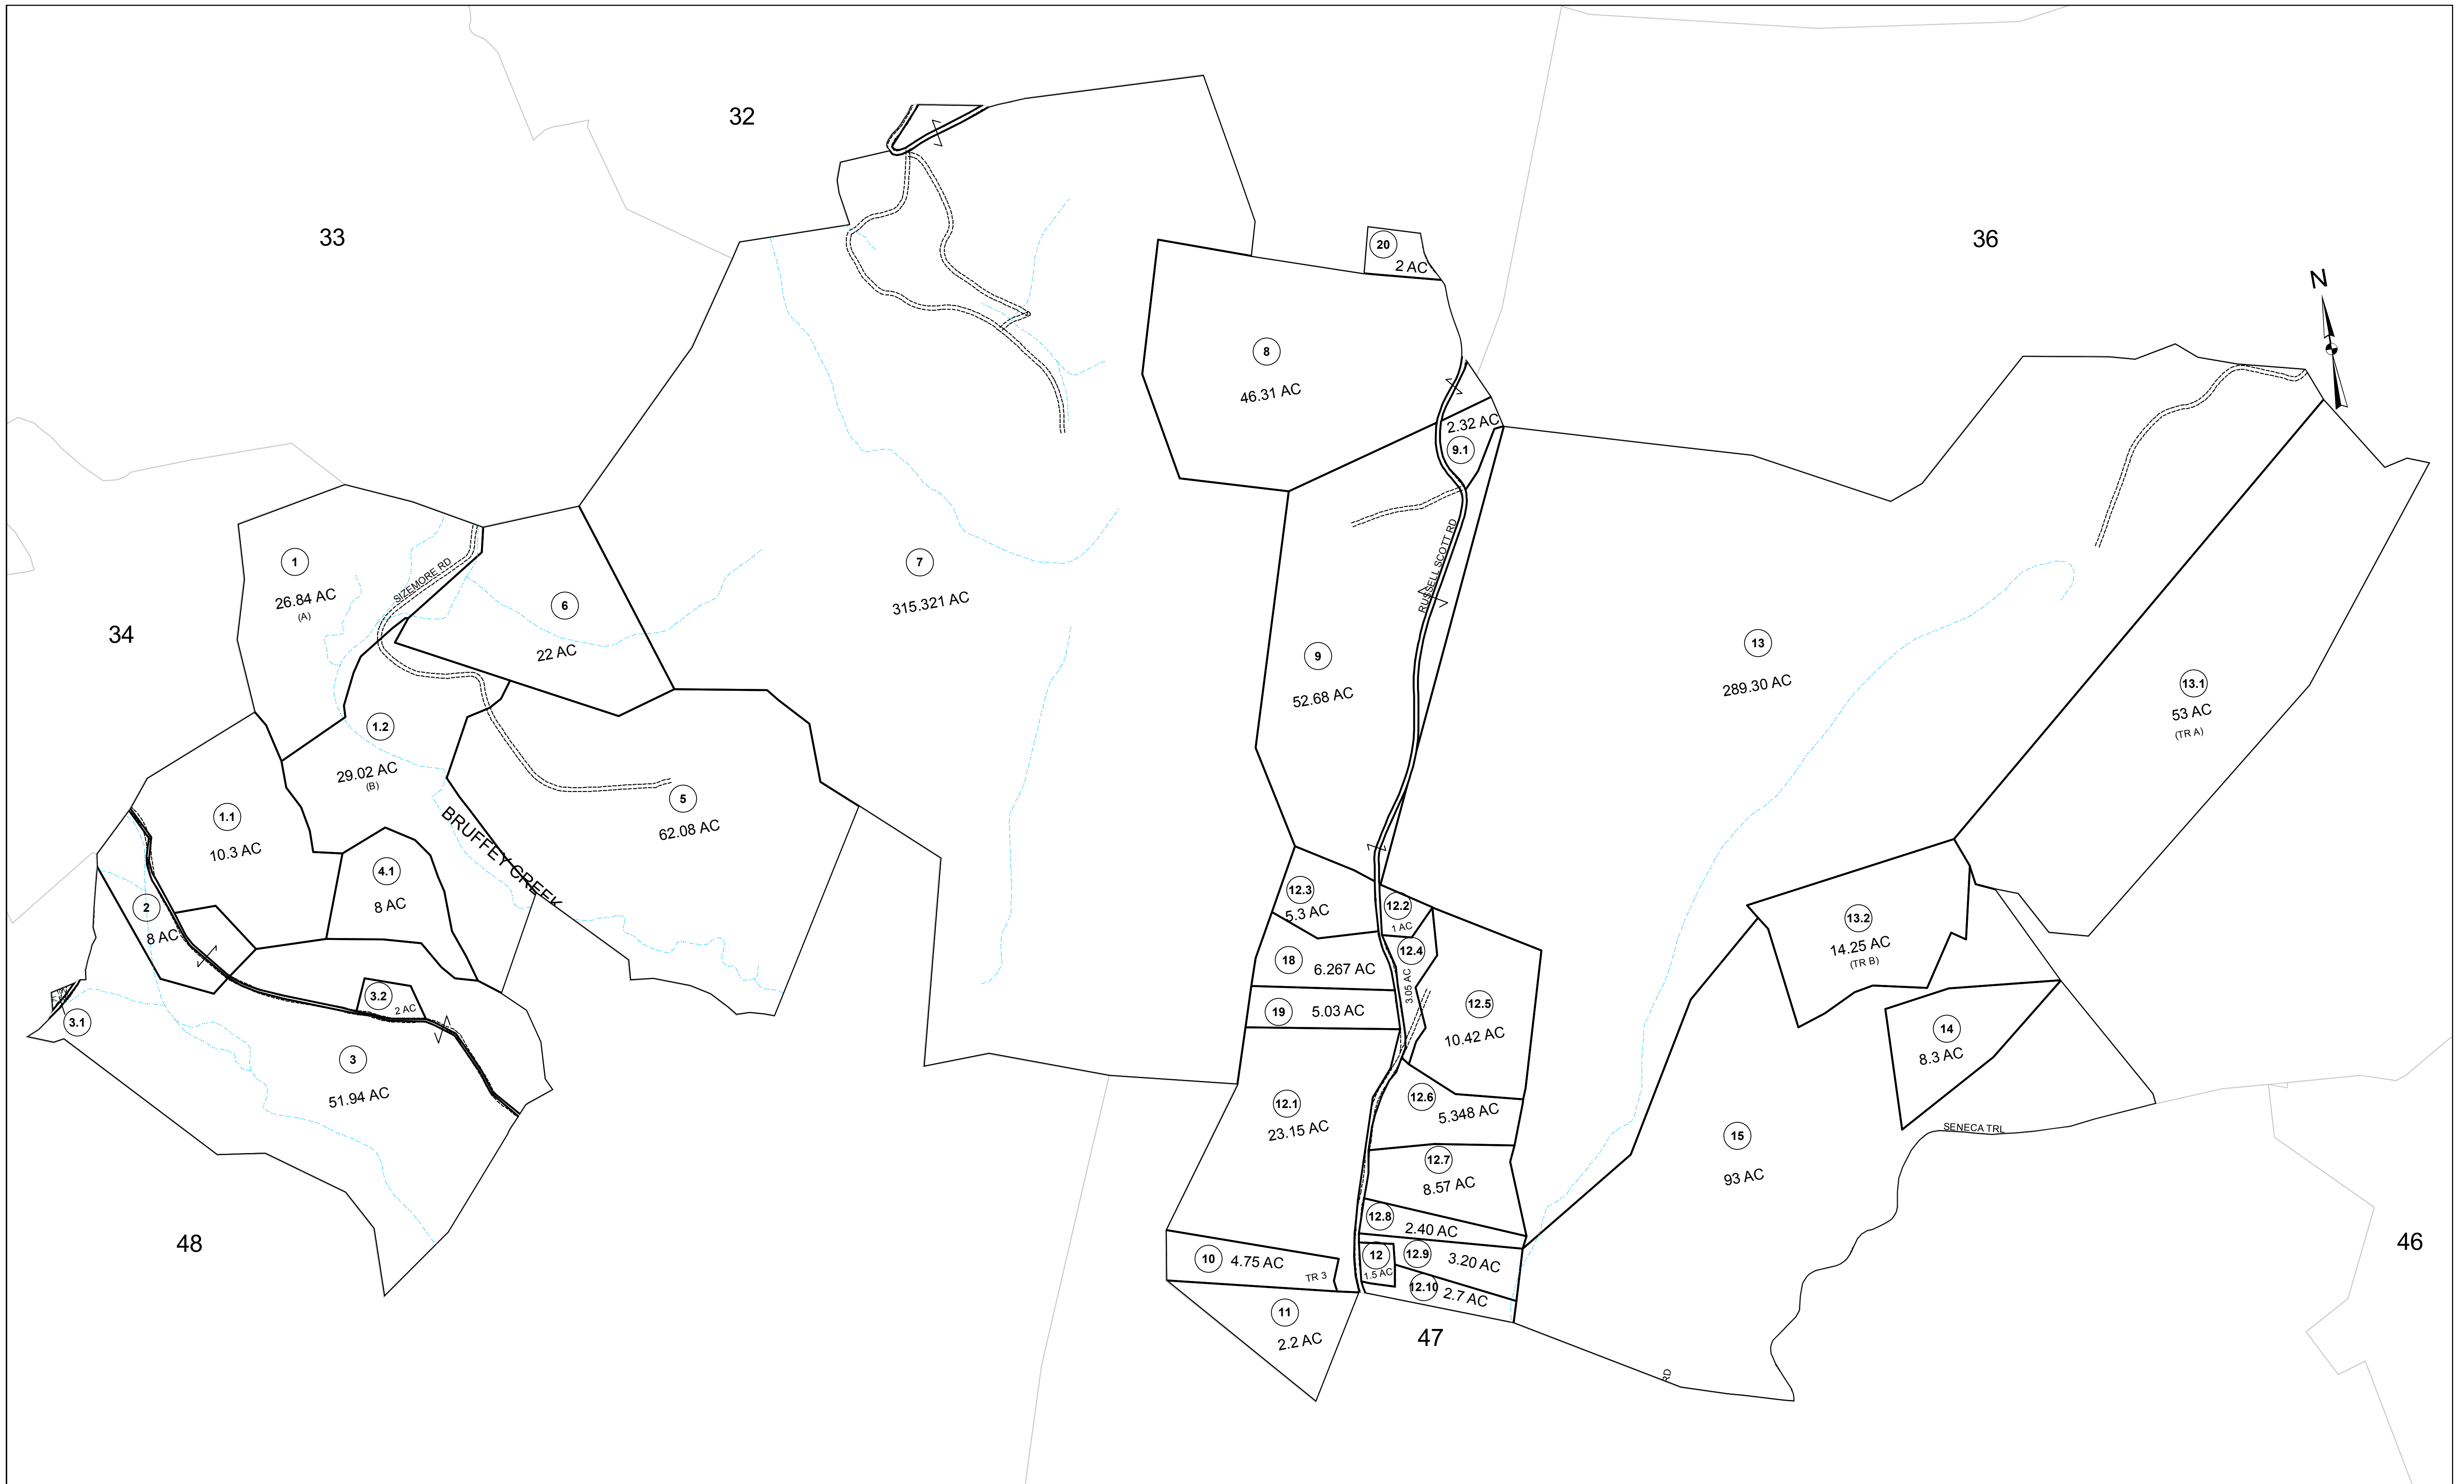 32
33
36
20
2 AC
N
8
46.31 AC
2.32 AC
9.1
1
26.84 AC
(A)
SIZEMORE RD
6
22 AC
7
315.321 AC
RUSSELL SCOTT RD
34
9
52.68 AC
13
289.30 AC
13.1
53 AC
(TR A)
1.2
29.02 AC
(B)
5
62.08 AC
BRUFFEY CREEK
1.1
10.3 AC
4.1
8 AC
2
8 AC
12.3
5.3 AC
12.2
1 AC
12.4
3.05 AC
13.2
14.25 AC
(TR B)
18
6.267 AC
19
5.03 AC
12.5
10.42 AC
3.2
2 AC
3.1
3
51.94 AC
14
8.3 AC
12.1
23.15 AC
12.6
5.348 AC
SENECA TRL
15
93 AC
12.7
8.57 AC
12.8
2.40 AC
48
46
10
4.75 AC
TR 3
12
1.5 AC
12.9
3.20 AC
12.10
2.7 AC
11
2.2 AC
47
RD